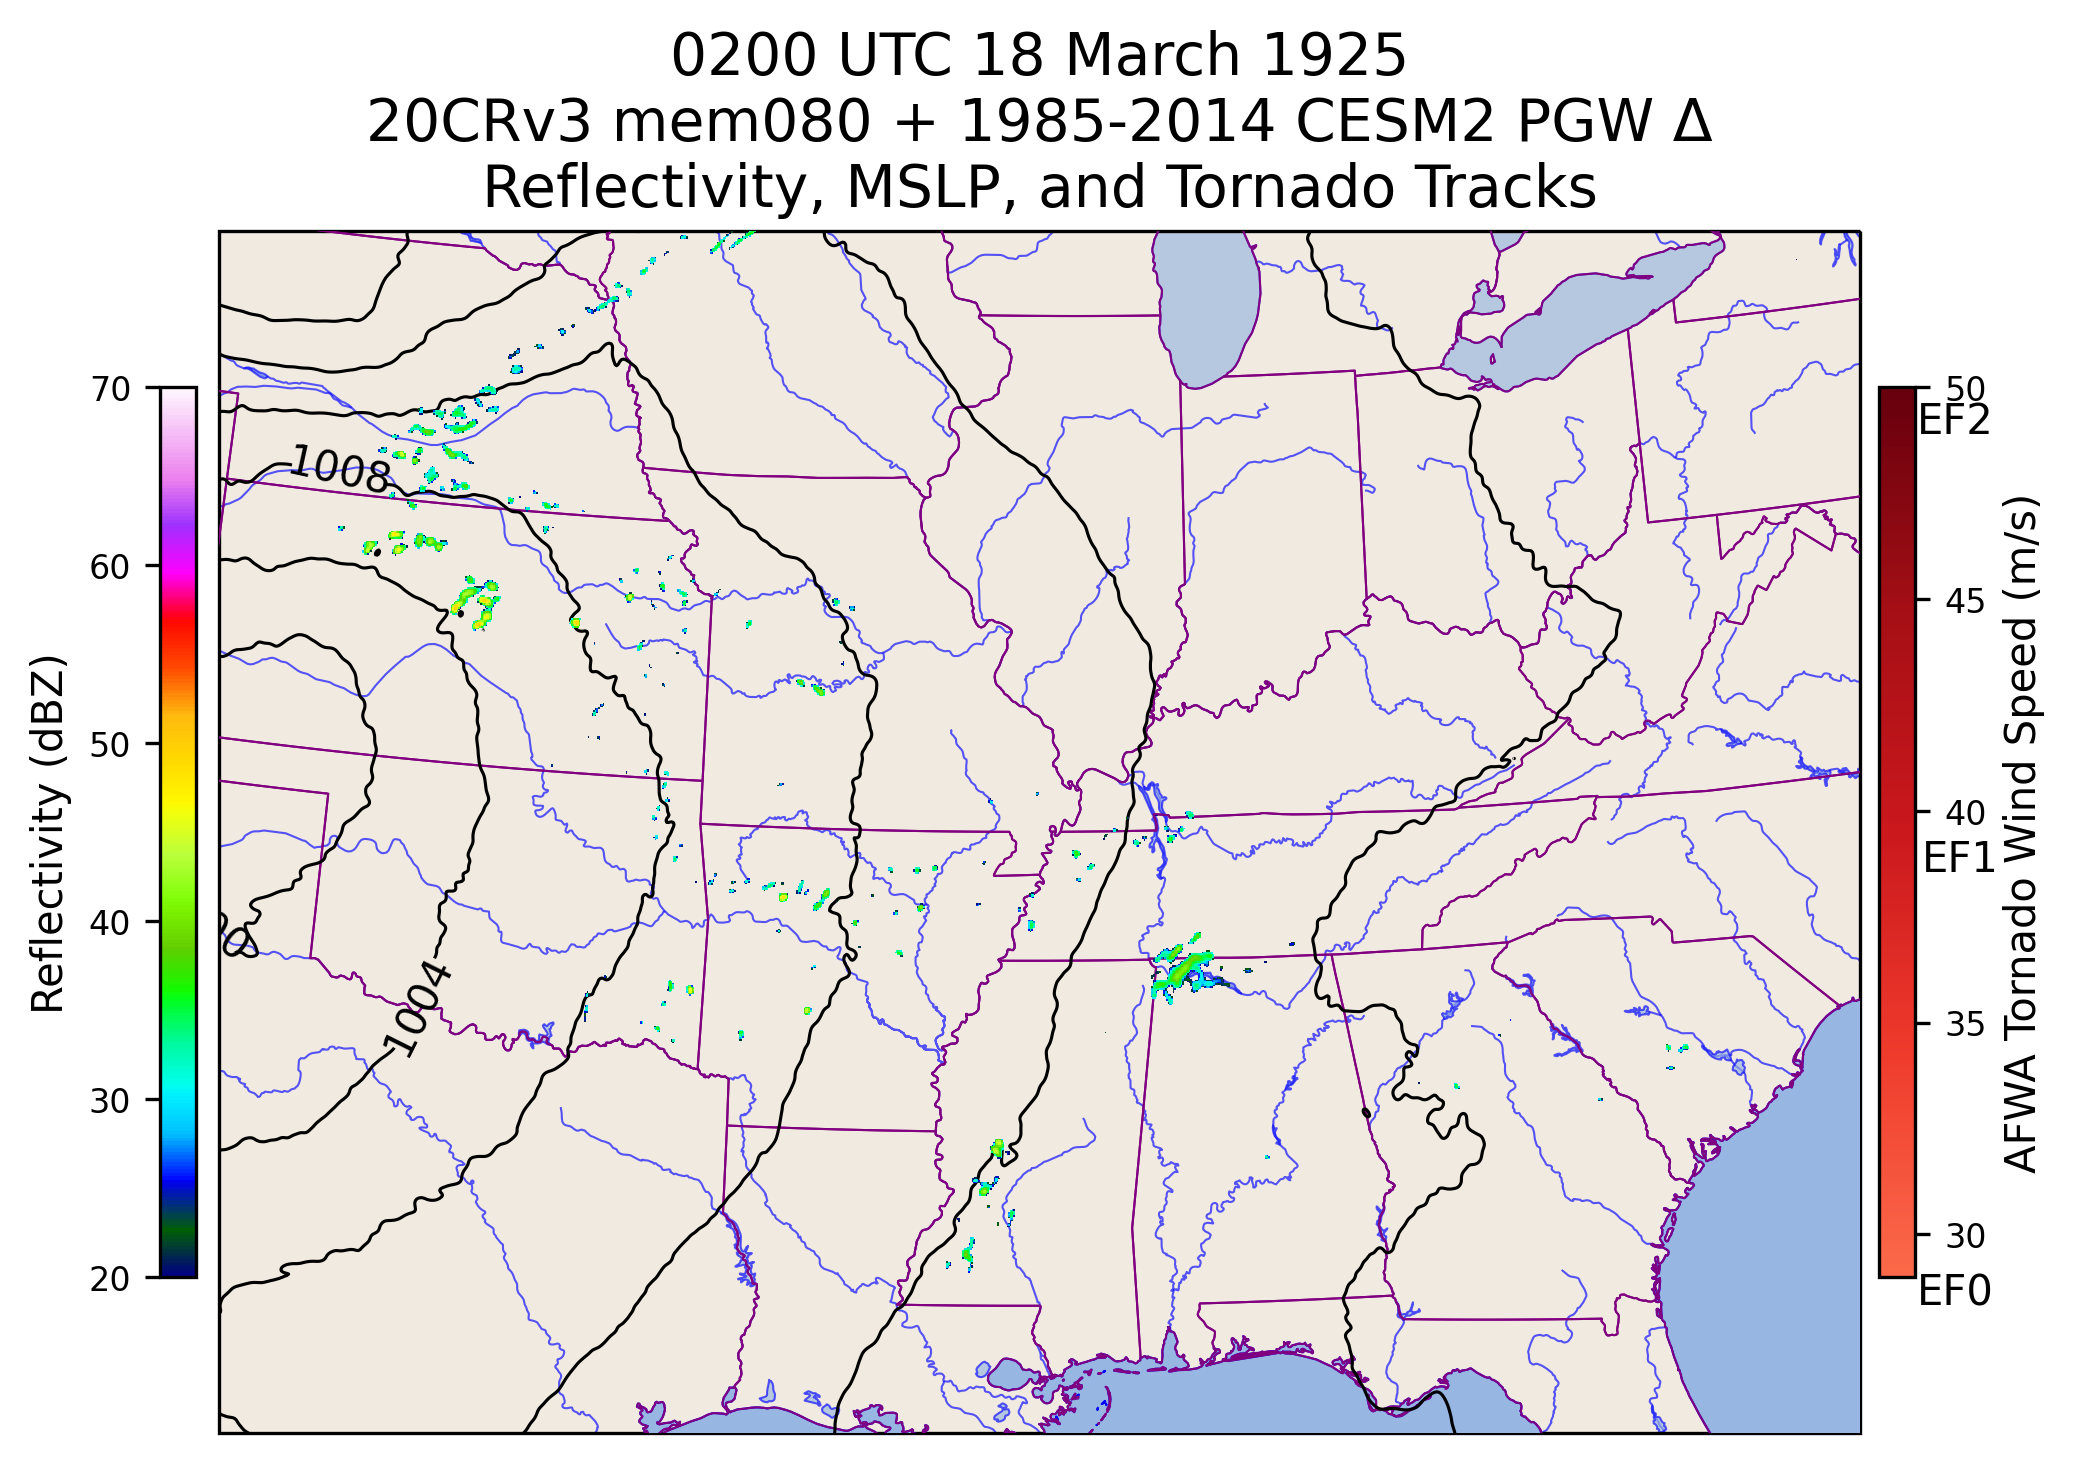 0200 UTC 18 March 1925
20CRv3 mem080 + 1985-2014 CESM2 PGW Δ
Reflectivity, MSLP, and Tornado Tracks
70
60
50
40
30
20
Reflectivity (dBZ)
1008
1004
50
EF2
45
40
EF1
35
30
EF0
AFWA Tornado Wind Speed (m/s)